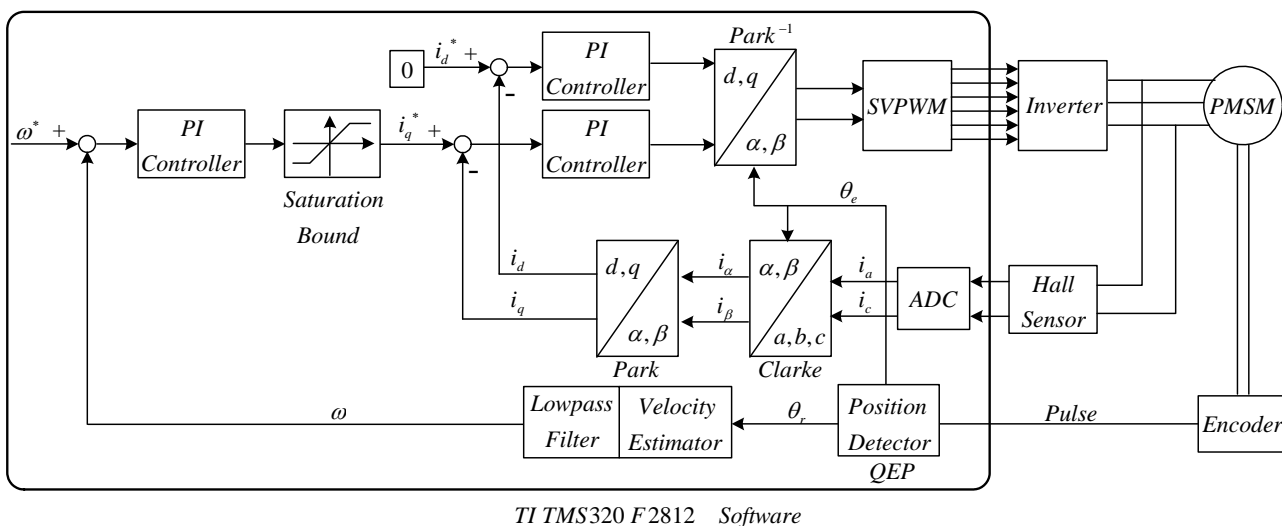 Park⁻¹
i_d* +
0
-
PI
Controller
d,q
α,β
SVPWM
Inverter
PMSM
ω* +
PI
Controller
i_q* +
-
PI
Controller
Saturation
Bound
θ_e
i_d
i_q
d,q
α,β
Park
i_α
i_β
α,β
a,b,c
Clarke
i_a
i_c
ADC
Hall
Sensor
ω
Lowpass
Filter
Velocity
Estimator
θ_r
Position
Detector
QEP
Pulse
Encoder
TI TMS320 F2812 Software